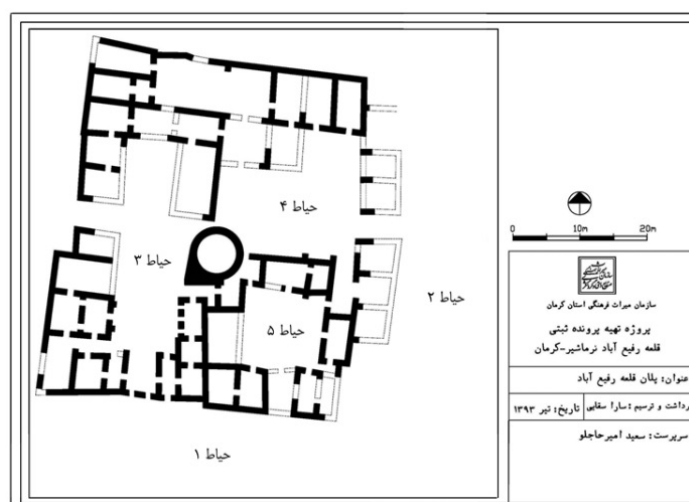 حیاط ۴
حیاط ۳
حیاط ۲
حیاط ۵
حیاط ۱
0 10m 20m
سازمان میراث فرهنگی استان کرمان
پروژه تهیه پرونده ثبتی
قلعه رفیع آباد نرماشیر-کرمان
عنوان: پلان قلعه رفیع آباد
برداشت و ترسیم: سارا سقایی تاریخ: تیر ۱۳۹۳
سرپرست: سعید امیرحاجلو